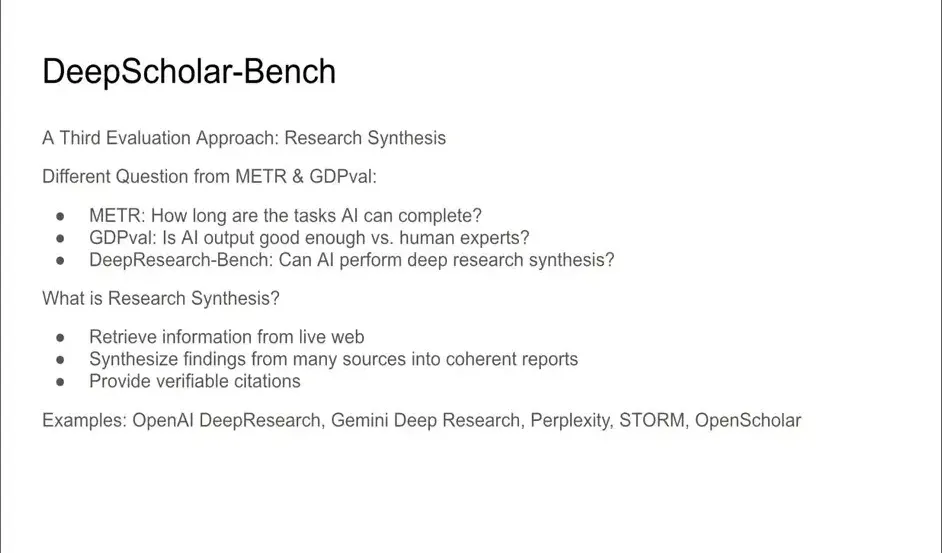 DeepScholar-Bench
A Third Evaluation Approach: Research Synthesis
Different Question from METR & GDPval:
● METR: How long are the tasks AI can complete?
● GDPval: Is AI output good enough vs. human experts?
● DeepResearch-Bench: Can AI perform deep research synthesis?
What is Research Synthesis?
● Retrieve information from live web
● Synthesize findings from many sources into coherent reports
● Provide verifiable citations
Examples: OpenAI DeepResearch, Gemini Deep Research, Perplexity, STORM, OpenScholar